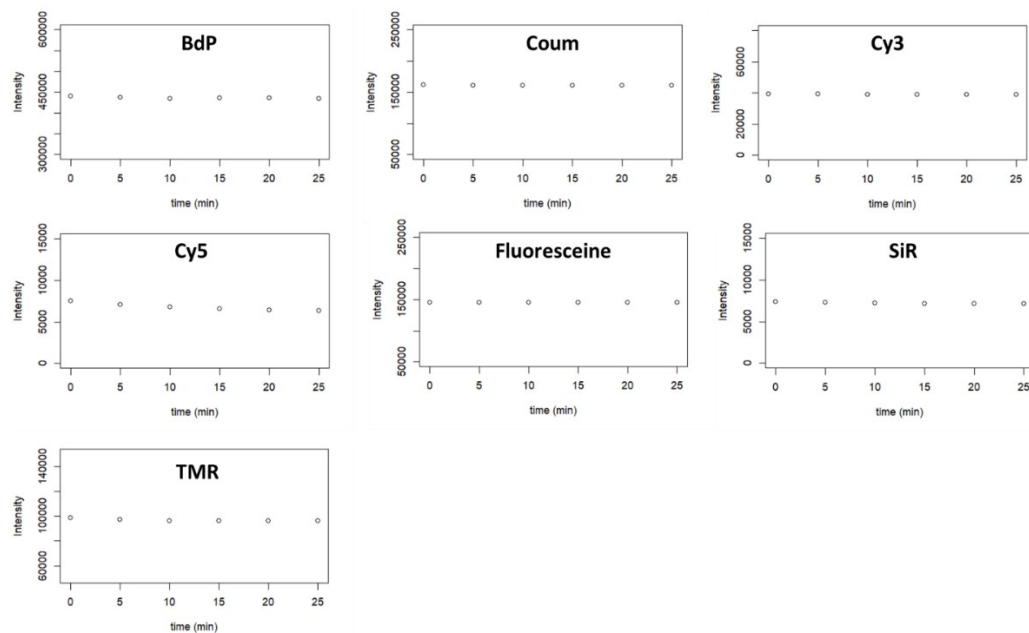 BdP
Intensity
600000
450000
300000
0 5 10 15 20 25
time (min)
Coum
Intensity
250000
150000
50000
0 5 10 15 20 25
time (min)
Cy3
Intensity
60000
20000
0
0 5 10 15 20 25
time (min)
Cy5
Intensity
15000
10000
5000
0
0 5 10 15 20 25
time (min)
Fluoresceine
Intensity
250000
150000
50000
0 5 10 15 20 25
time (min)
SiR
Intensity
15000
10000
5000
0
0 5 10 15 20 25
time (min)
TMR
Intensity
140000
100000
60000
0 5 10 15 20 25
time (min)